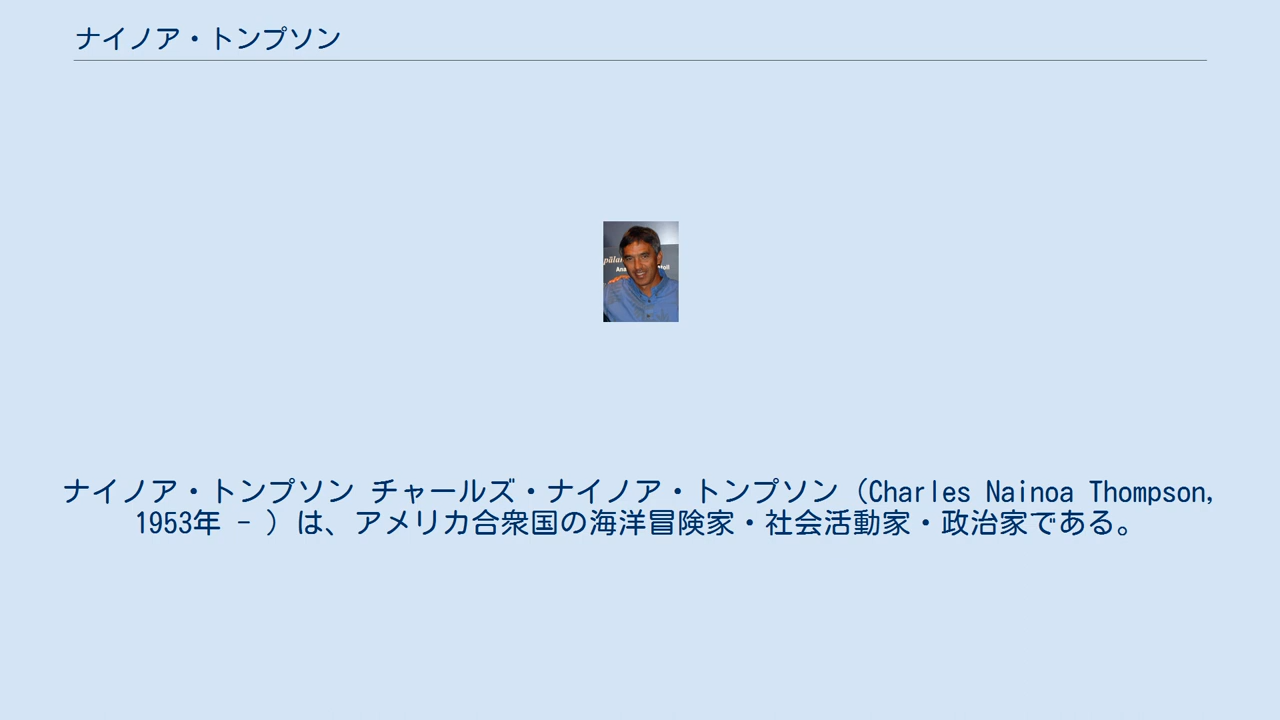 ナイノア・トンプソン
ナイノア・トンプソン チャールズ・ナイノア・トンプソン（Charles Nainoa Thompson,
1953年 - ）は、アメリカ合衆国の海洋冒険家・社会活動家・政治家である。